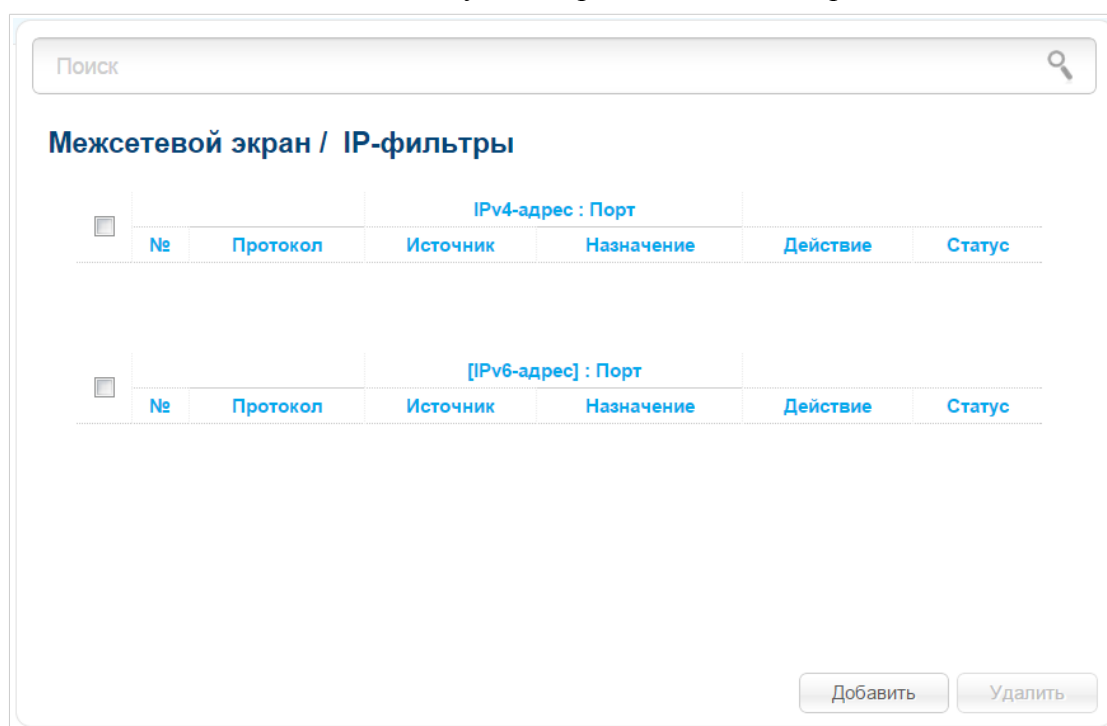 Поиск
Межсетевой экран / IP-фильтры
IPv4-адрес : Порт
№ Протокол Источник Назначение Действие Статус
[IPv6-адрес] : Порт
№ Протокол Источник Назначение Действие Статус
Добавить Удалить